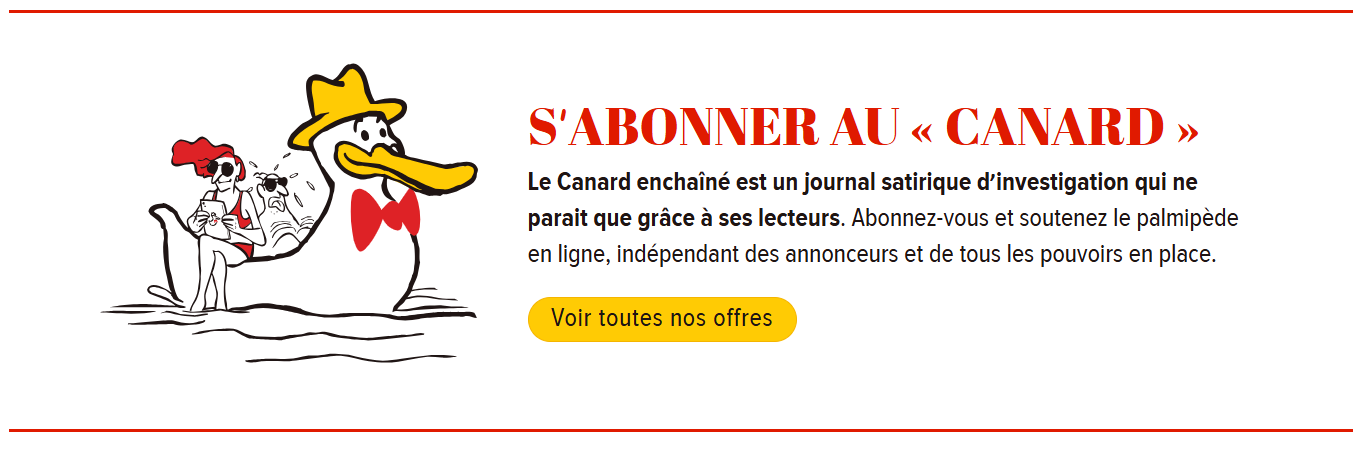 S'ABONNER AU « CANARD »
Le Canard enchaîné est un journal satirique d’investigation qui ne
parait que grâce à ses lecteurs. Abonnez-vous et soutenez le palmipède
en ligne, indépendant des annonceurs et de tous les pouvoirs en place.
Voir toutes nos offres